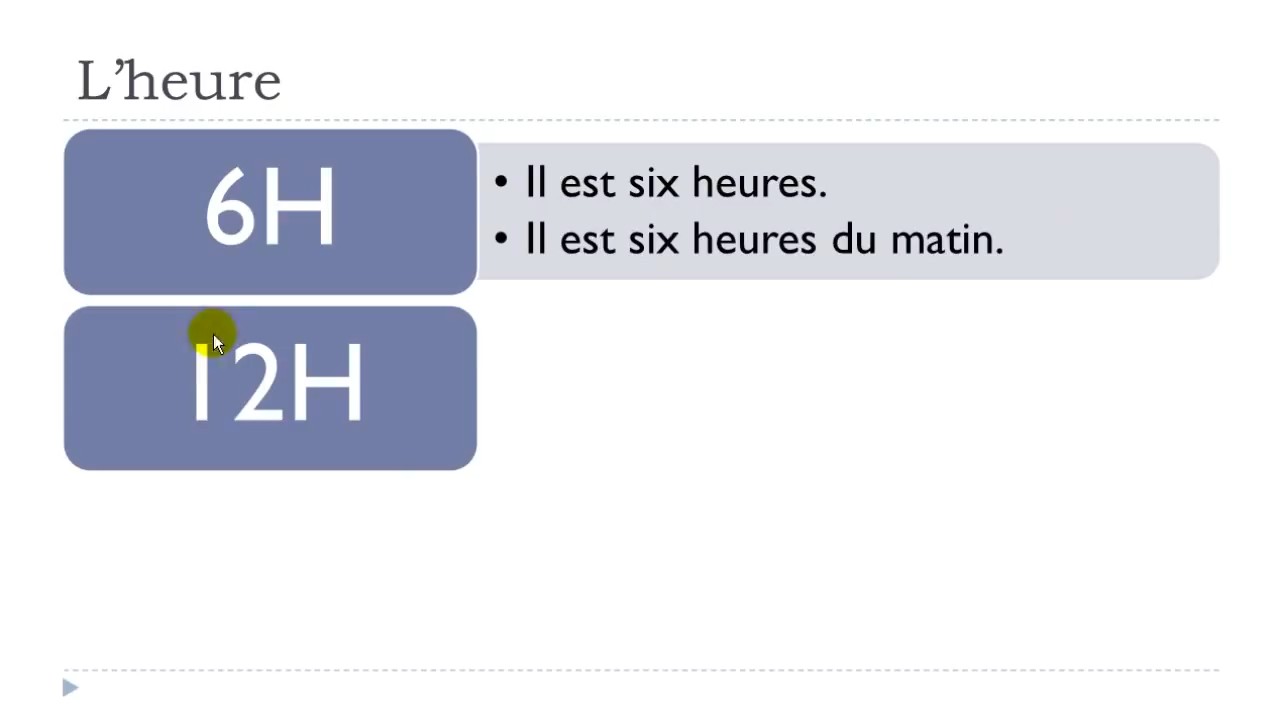 L’heure
6H
• Il est six heures.
• Il est six heures du matin.
12H